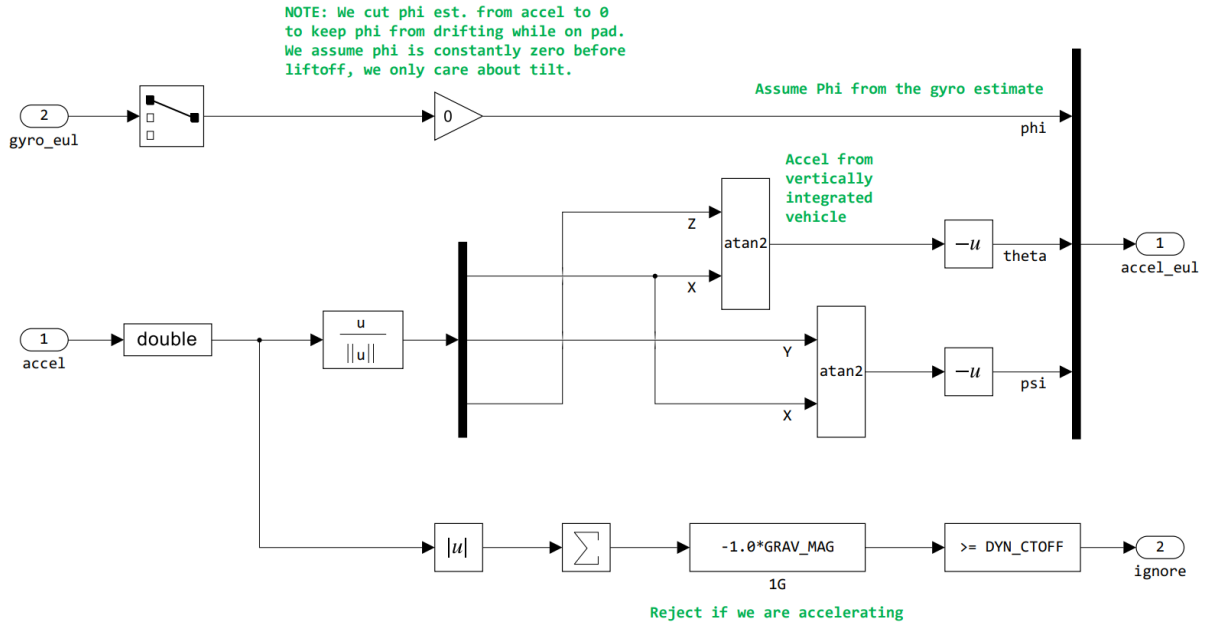 NOTE: We cut phi est. from accel to 0
to keep phi from drifting while on pad.
We assume phi is constantly zero before
liftoff, we only care about tilt.
Assume Phi from the gyro estimate
2
gyro_eul
0
phi
Accel from
vertically
integrated
vehicle
Z
X
atan2
-u
theta
1
accel_eul
1
accel
double
u
||u||
Y
X
atan2
-u
psi
|u|
∑
-1.0*GRAV_MAG
1G
>= DYN_CTOFF
2
ignore
Reject if we are accelerating